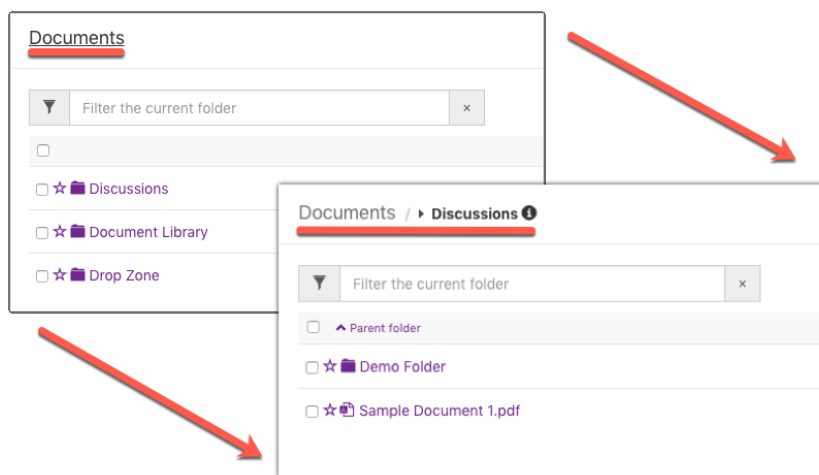 Documents
Filter the current folder ×
Discussions
Document Library
Drop Zone
Documents / Discussions
Filter the current folder ×
Parent folder
Demo Folder
Sample Document 1.pdf